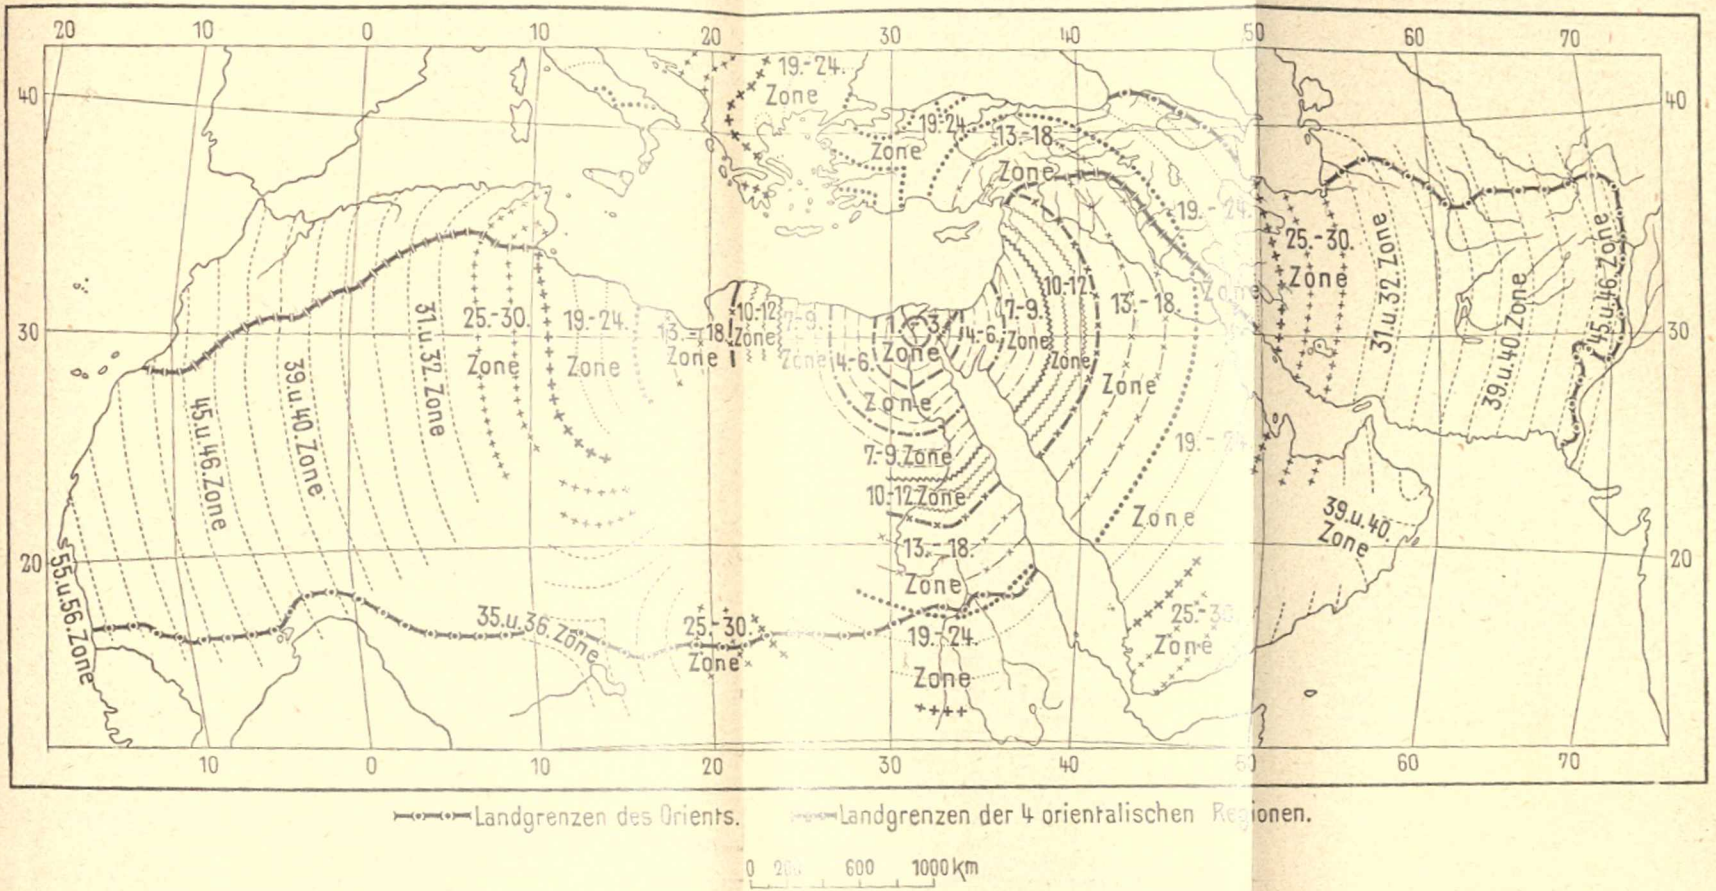 20 10 0 10 20 30 40 50 60 70
40 40
19.-24.
Zone
19.-24.
Zone
13.-18.
Zone
19.-24.
Zone
25.-30.
Zone
31.u.32. Zone
39.u.40. Zone
45.u.46. Zone
30 30
45.u.46. Zone
39.u.40. Zone
31.u.32. Zone
25.-30.
Zone
19.-24.
Zone
13.-18.
Zone
10.-12.
Zone
7.-9.
Zone
4.-6.
1.-3.
Zone
4.-6.
7.-9.
Zone
10.-12.
Zone
13.-18.
Zone
Zone
7.-9. Zone
10.-12. Zone
13.-18.
Zone
19.-24.
Zone
19.-24.
Zone
25.-30.
Zone
39.u.40.
Zone
20 20
55.u.56. Zone
35.u.36. Zone
25.-30.
Zone
10 0 10 20 30 40 50 60 70
Landgrenzen des Orients. Landgrenzen der 4 orientalischen Regionen.
0 200 600 1000 km